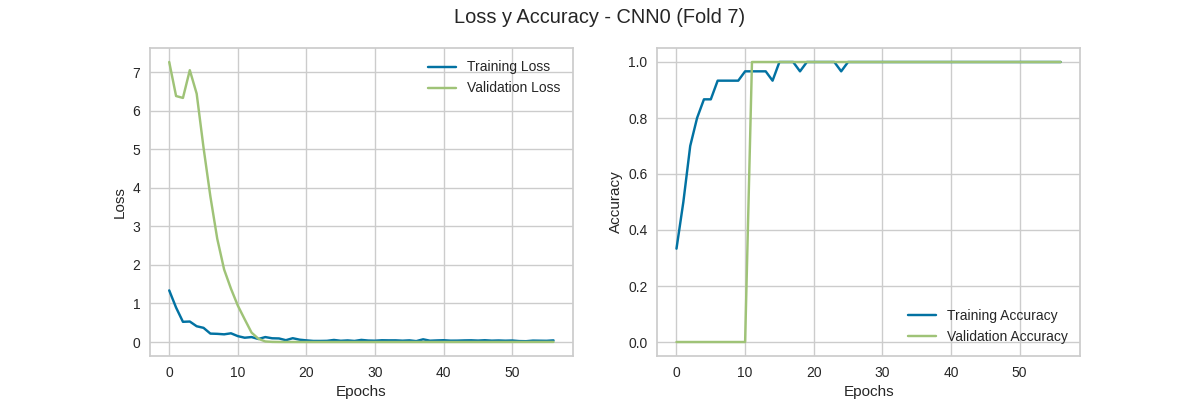 Loss y Accuracy - CNN0 (Fold 7)
7
6
5
4
3
2
1
0
Loss
0
10
20
30
40
50
Epochs
Training Loss
Validation Loss
1.0
0.8
0.6
0.4
0.2
0.0
Accuracy
0
10
20
30
40
50
Epochs
Training Accuracy
Validation Accuracy